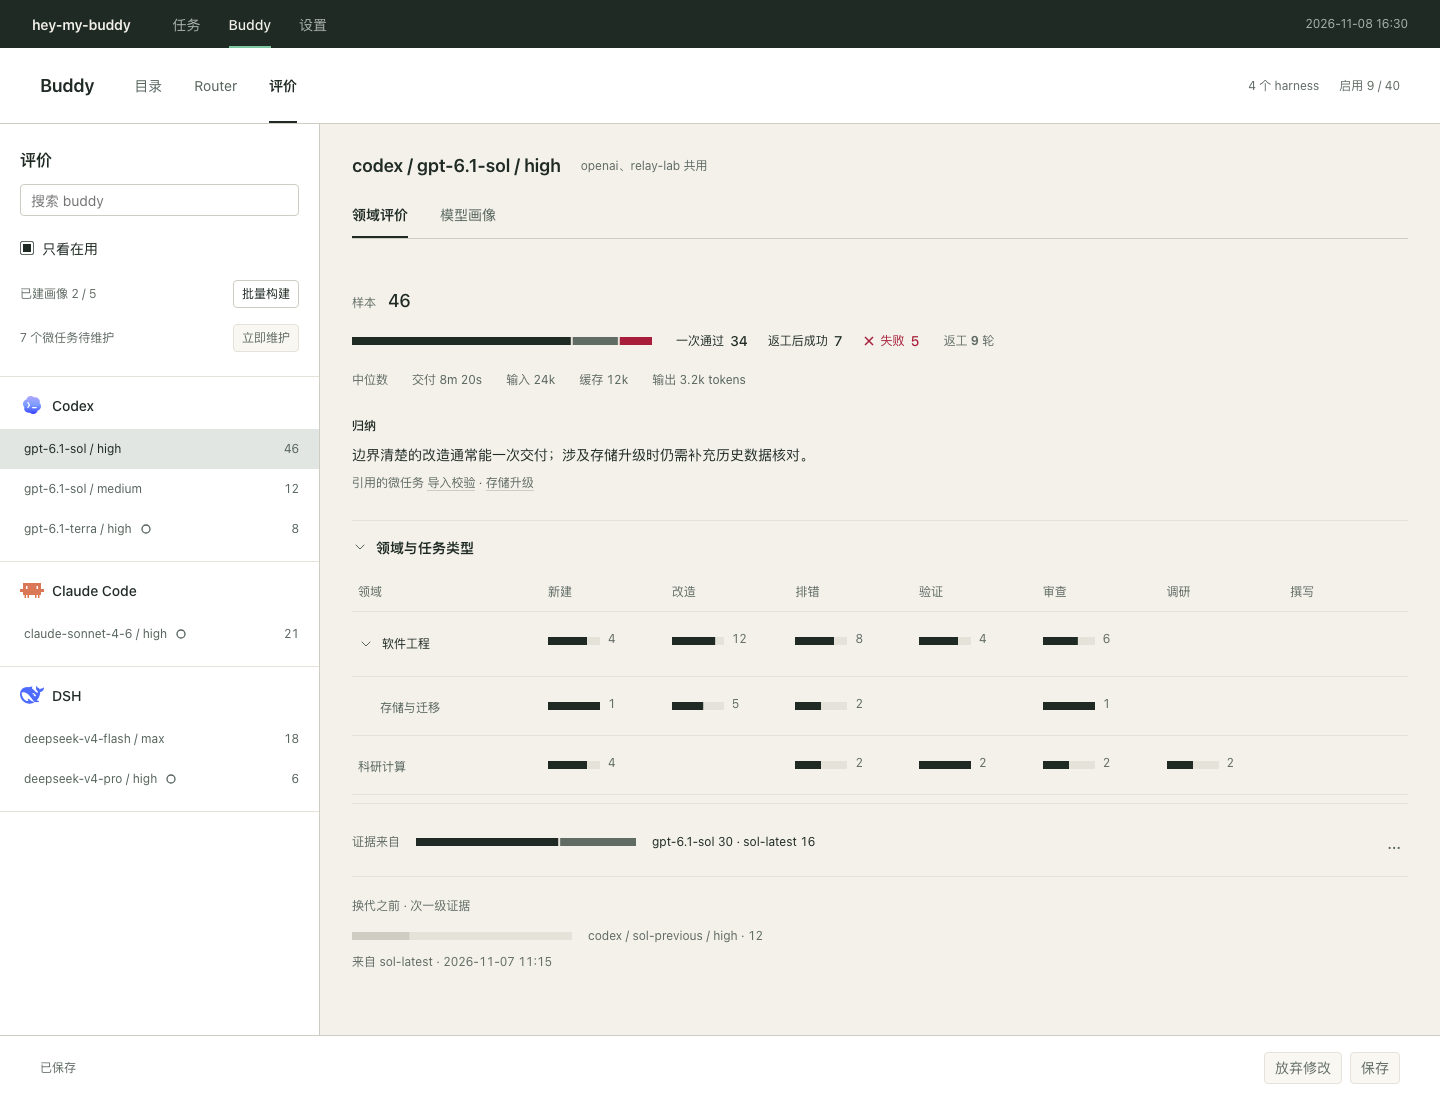 hey-my-buddy 任务 Buddy 设置 2026-11-08 16:30
Buddy 目录 Router 评价 4 个 harness 启用 9 / 40
评价
搜索 buddy
只看在用
已建画像 2 / 5 批量构建
7 个微任务待维护 立即维护
Codex
gpt-6.1-sol / high 46
gpt-6.1-sol / medium 12
gpt-6.1-terra / high 8
Claude Code
claude-sonnet-4-6 / high 21
DSH
deepseek-v4-flash / max 18
deepseek-v4-pro / high 6
codex / gpt-6.1-sol / high openai、relay-lab 共用
领域评价 模型画像
样本 46
一次通过 34 返工后成功 7 失败 5 返工 9 轮
中位数 交付 8m 20s 输入 24k 缓存 12k 输出 3.2k tokens
归纳
边界清楚的改造通常能一次交付；涉及存储升级时仍需补充历史数据核对。
引用的微任务 导入校验 · 存储升级
领域与任务类型
领域 新建 改造 排错 验证 审查 调研 撰写
软件工程 4 12 8 4 6
存储与迁移 1 5 2 1
科研计算 4 2 2 2 2
证据来自 gpt-6.1-sol 30 · sol-latest 16 ...
换代之前 · 次一级证据
codex / sol-previous / high · 12
来自 sol-latest · 2026-11-07 11:15
已保存 放弃修改 保存